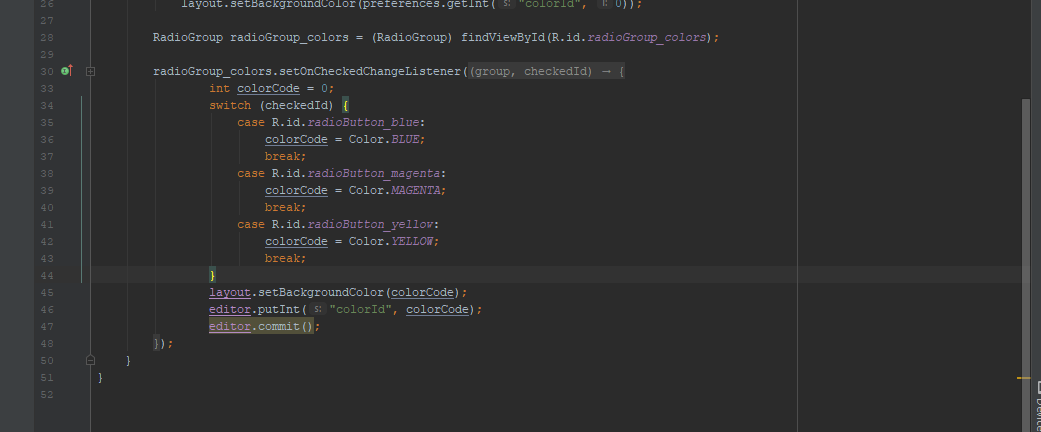 26 layout.setBackgroundColor(preferences.getInt( s: "colorId", i: 0));
27
28 RadioGroup radioGroup_colors = (RadioGroup) findViewById(R.id.radioGroup_colors);
29
30 radioGroup_colors.setOnCheckedChangeListener((group, checkedId) → {
33 int colorCode = 0;
34 switch (checkedId) {
35 case R.id.radioButton_blue:
36 colorCode = Color.BLUE;
37 break;
38 case R.id.radioButton_magenta:
39 colorCode = Color.MAGENTA;
40 break;
41 case R.id.radioButton_yellow:
42 colorCode = Color.YELLOW;
43 break;
44 }
45 layout.setBackgroundColor(colorCode);
46 editor.putInt( s: "colorId", colorCode);
47 editor.commit();
48 });
50 }
51 }
52